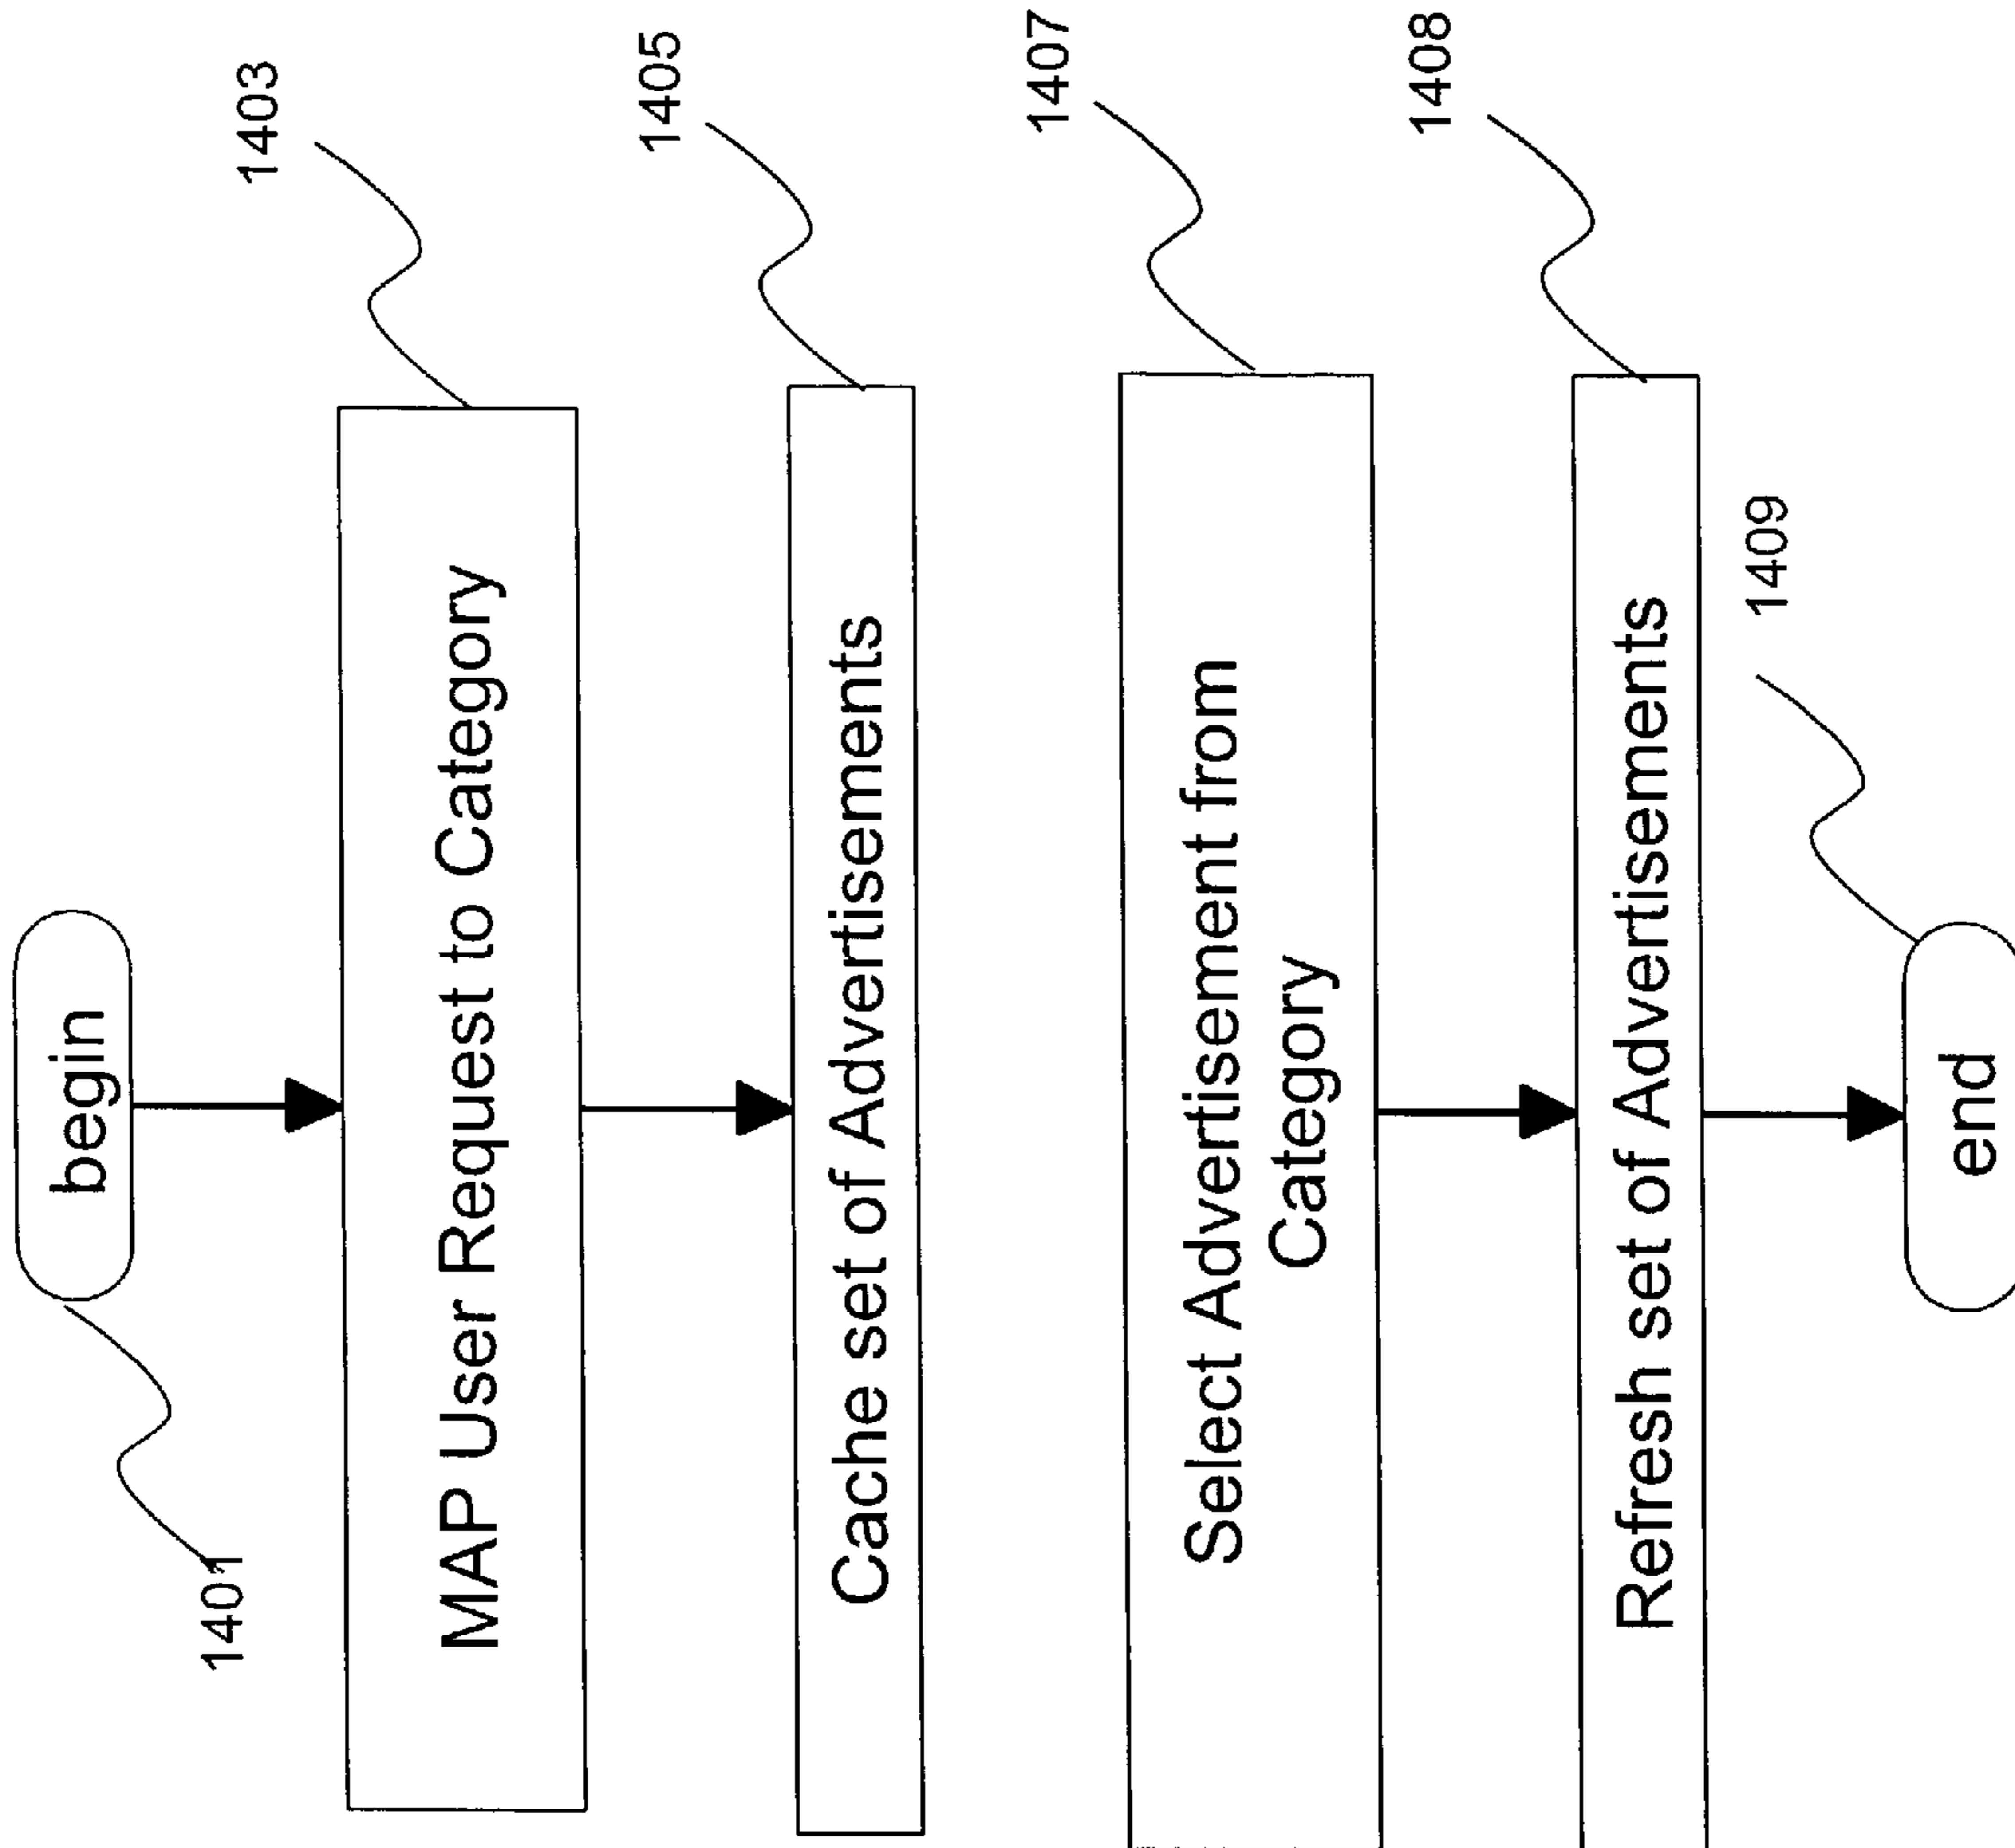 begin
1401
MAP User Request to Category
1403
Cache set of Advertisements
1405
Select Advertisement from
Category
1407
Refresh set of Advertisements
1408
end
1409